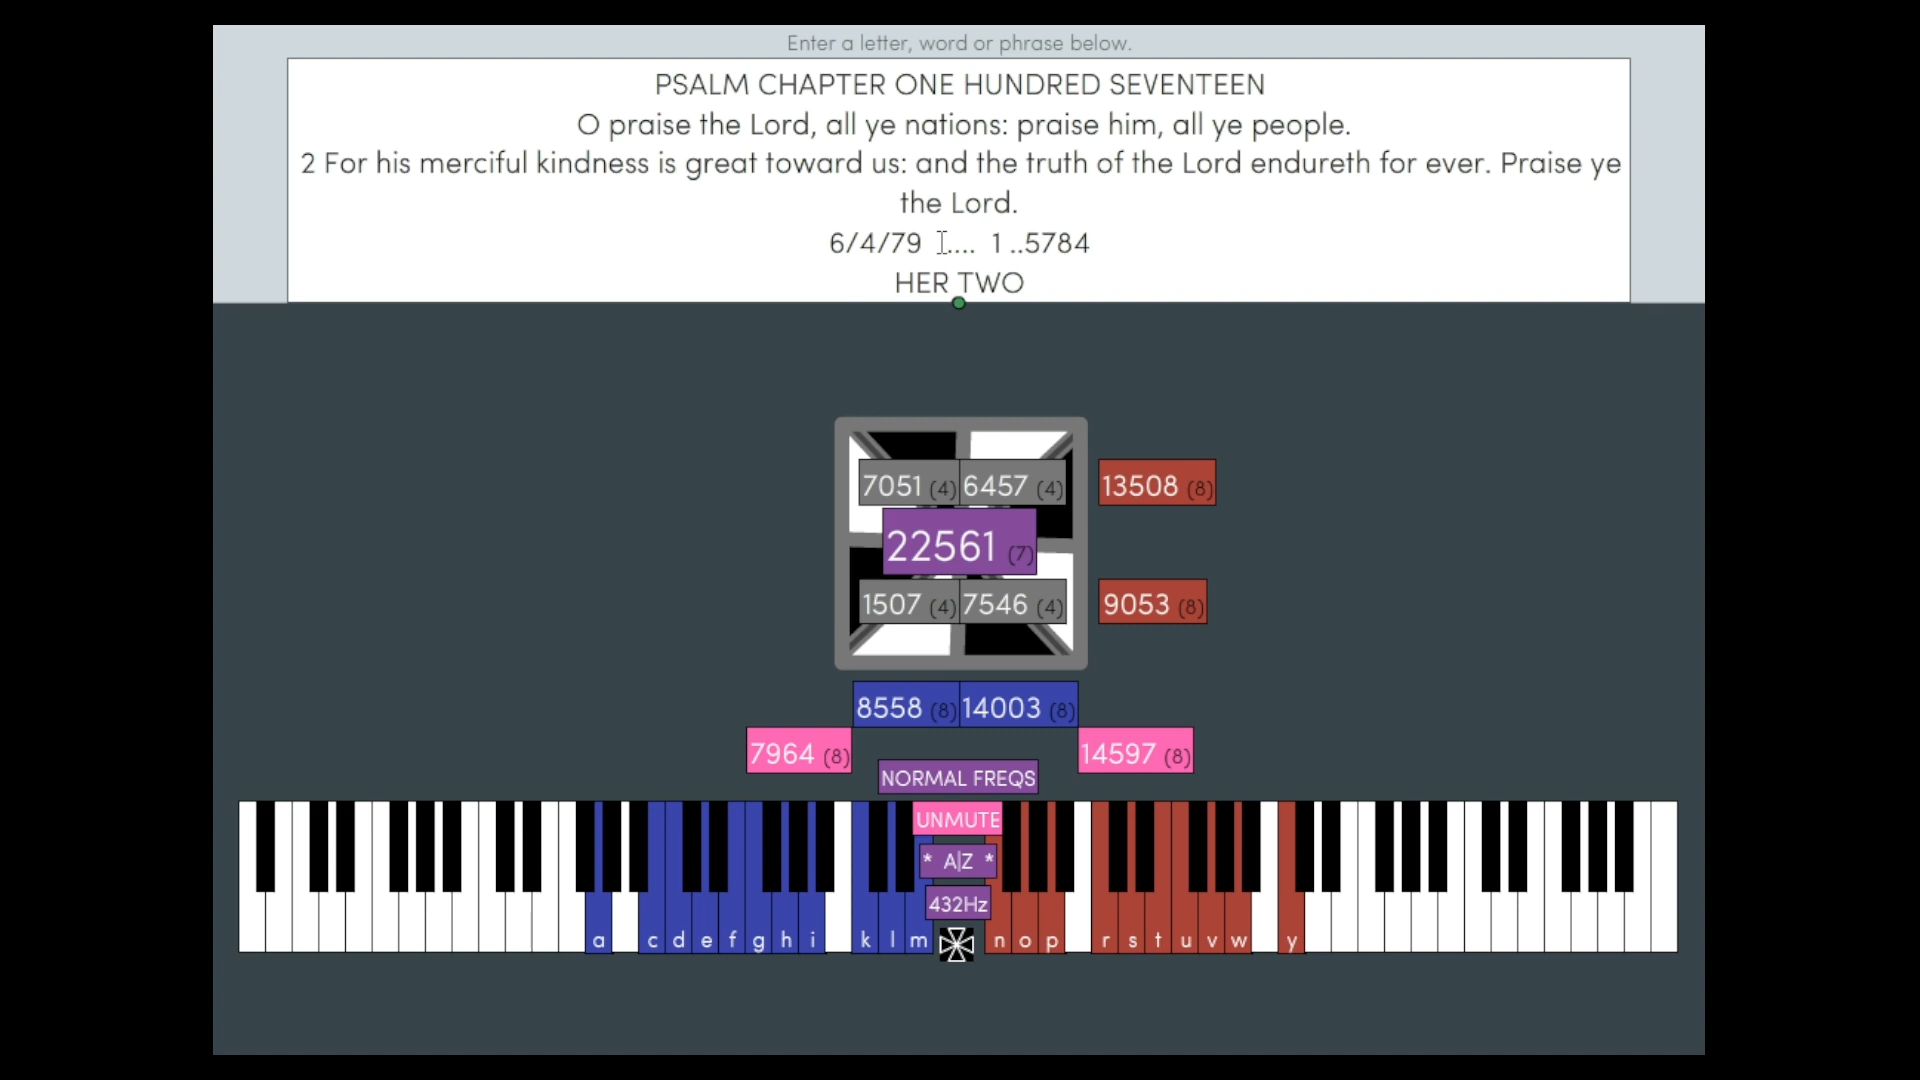 Enter a letter, word or phrase below.
PSALM CHAPTER ONE HUNDRED SEVENTEEN
O praise the Lord, all ye nations: praise him, all ye people.
2 For his merciful kindness is great toward us: and the truth of the Lord endureth for ever. Praise ye
the Lord.
6/4/79 .... 1 ..5784
HER TWO
7051 (4) 6457 (4) 13508 (8)
22561 (7)
1507 (4) 7546 (4) 9053 (8)
8558 (8) 14003 (8)
7964 (8) 14597 (8)
NORMAL FREQS
UNMUTE
* A|Z *
432Hz
a c d e f g h i k l m n o p r s t u v w y